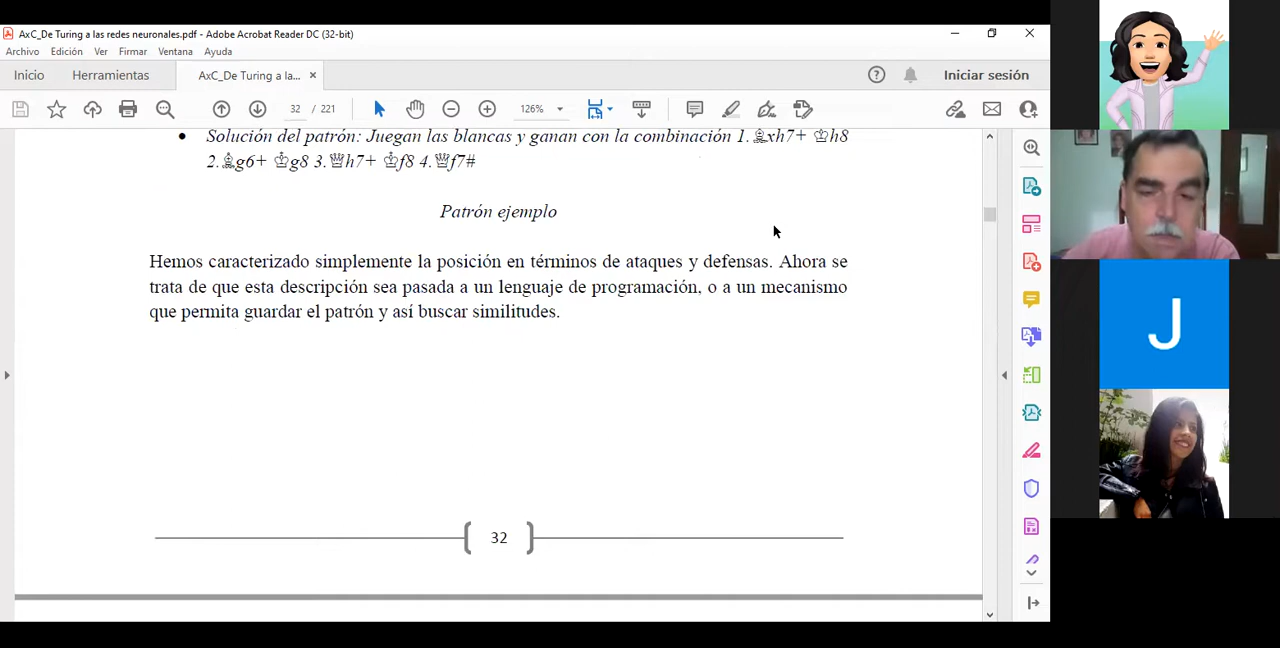 AxC_De Turing a las redes neuronales.pdf - Adobe Acrobat Reader DC (32-bit)
Archivo Edición Ver Firmar Ventana Ayuda
Inicio Herramientas AxC_De Turing a la... × Iniciar sesión
32 / 221 126%
• Solución del patrón: Juegan las blancas y ganan con la combinación 1.♗xh7+ ♔h8
2.♗g6+ ♔g8 3.♕h7+ ♔f8 4.♕f7#
Patrón ejemplo
Hemos caracterizado simplemente la posición en términos de ataques y defensas. Ahora se
trata de que esta descripción sea pasada a un lenguaje de programación, o a un mecanismo
que permita guardar el patrón y así buscar similitudes.
32
J